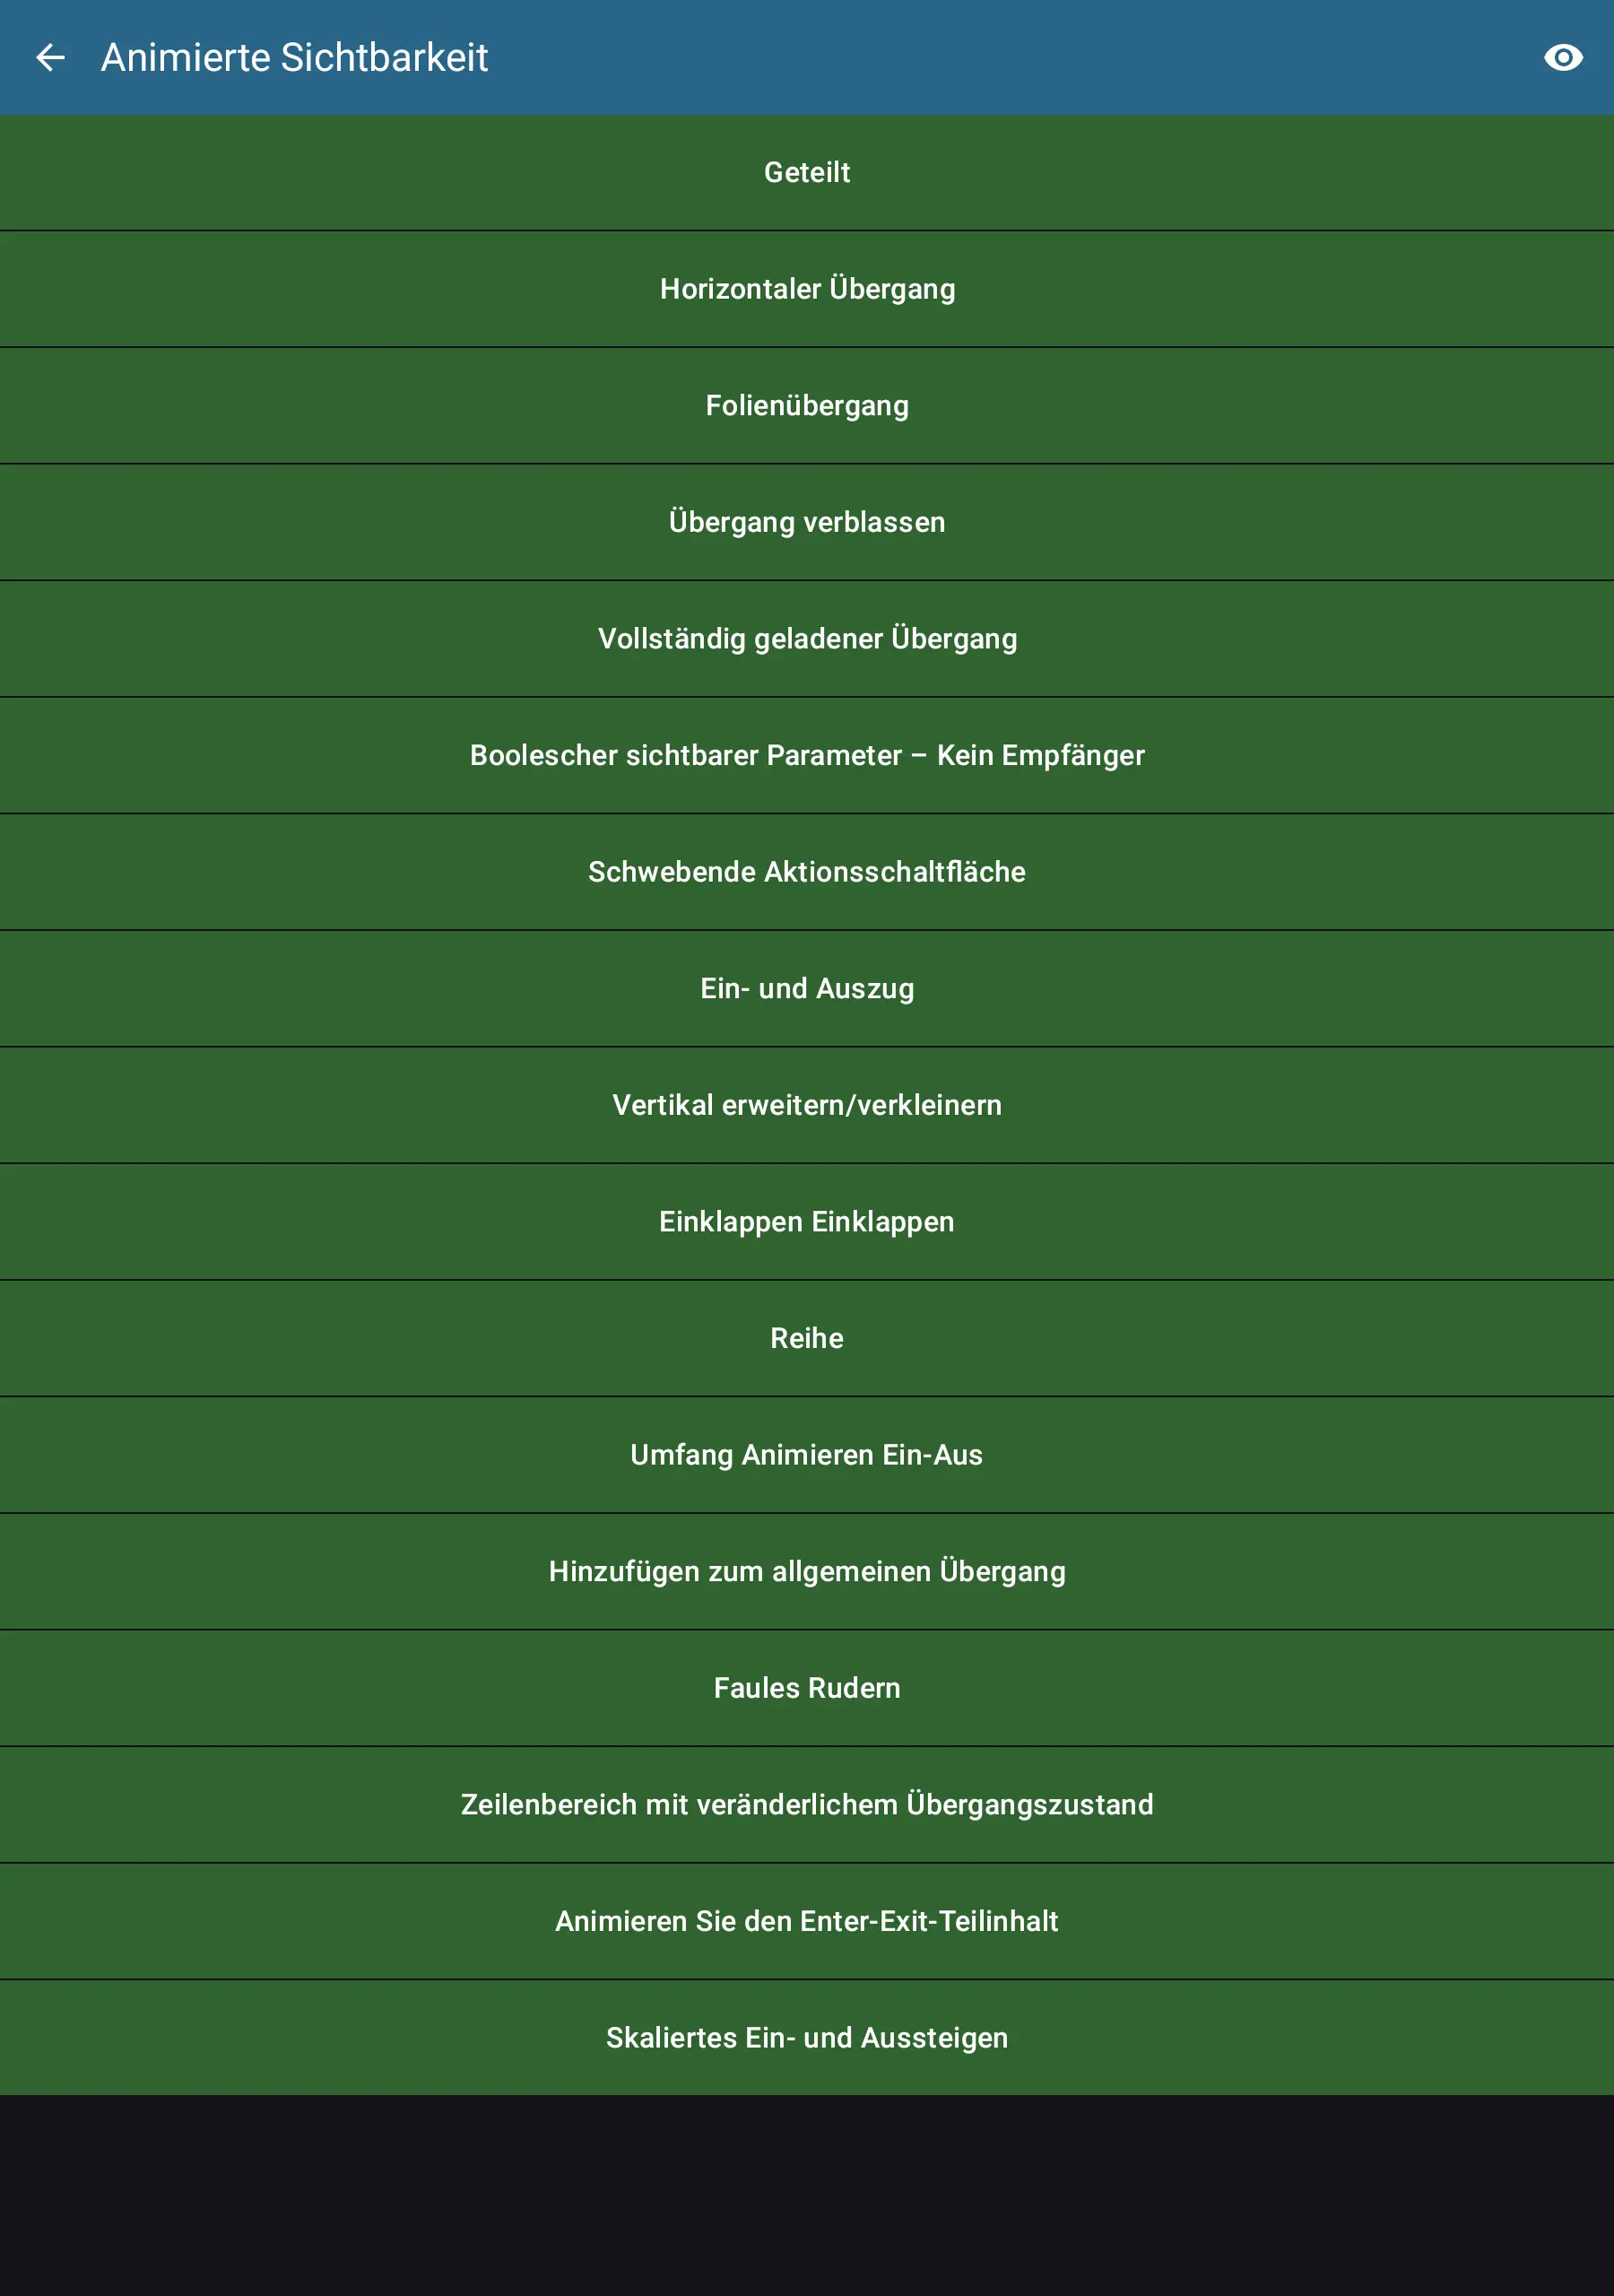 Animierte Sichtbarkeit
Geteilt
Horizontaler Übergang
Folienübergang
Übergang verblassen
Vollständig geladener Übergang
Boolescher sichtbarer Parameter – Kein Empfänger
Schwebende Aktionsschaltfläche
Ein- und Auszug
Vertikal erweitern/verkleinern
Einklappen Einklappen
Reihe
Umfang Animieren Ein-Aus
Hinzufügen zum allgemeinen Übergang
Faules Rudern
Zeilenbereich mit veränderlichem Übergangszustand
Animieren Sie den Enter-Exit-Teilinhalt
Skaliertes Ein- und Aussteigen